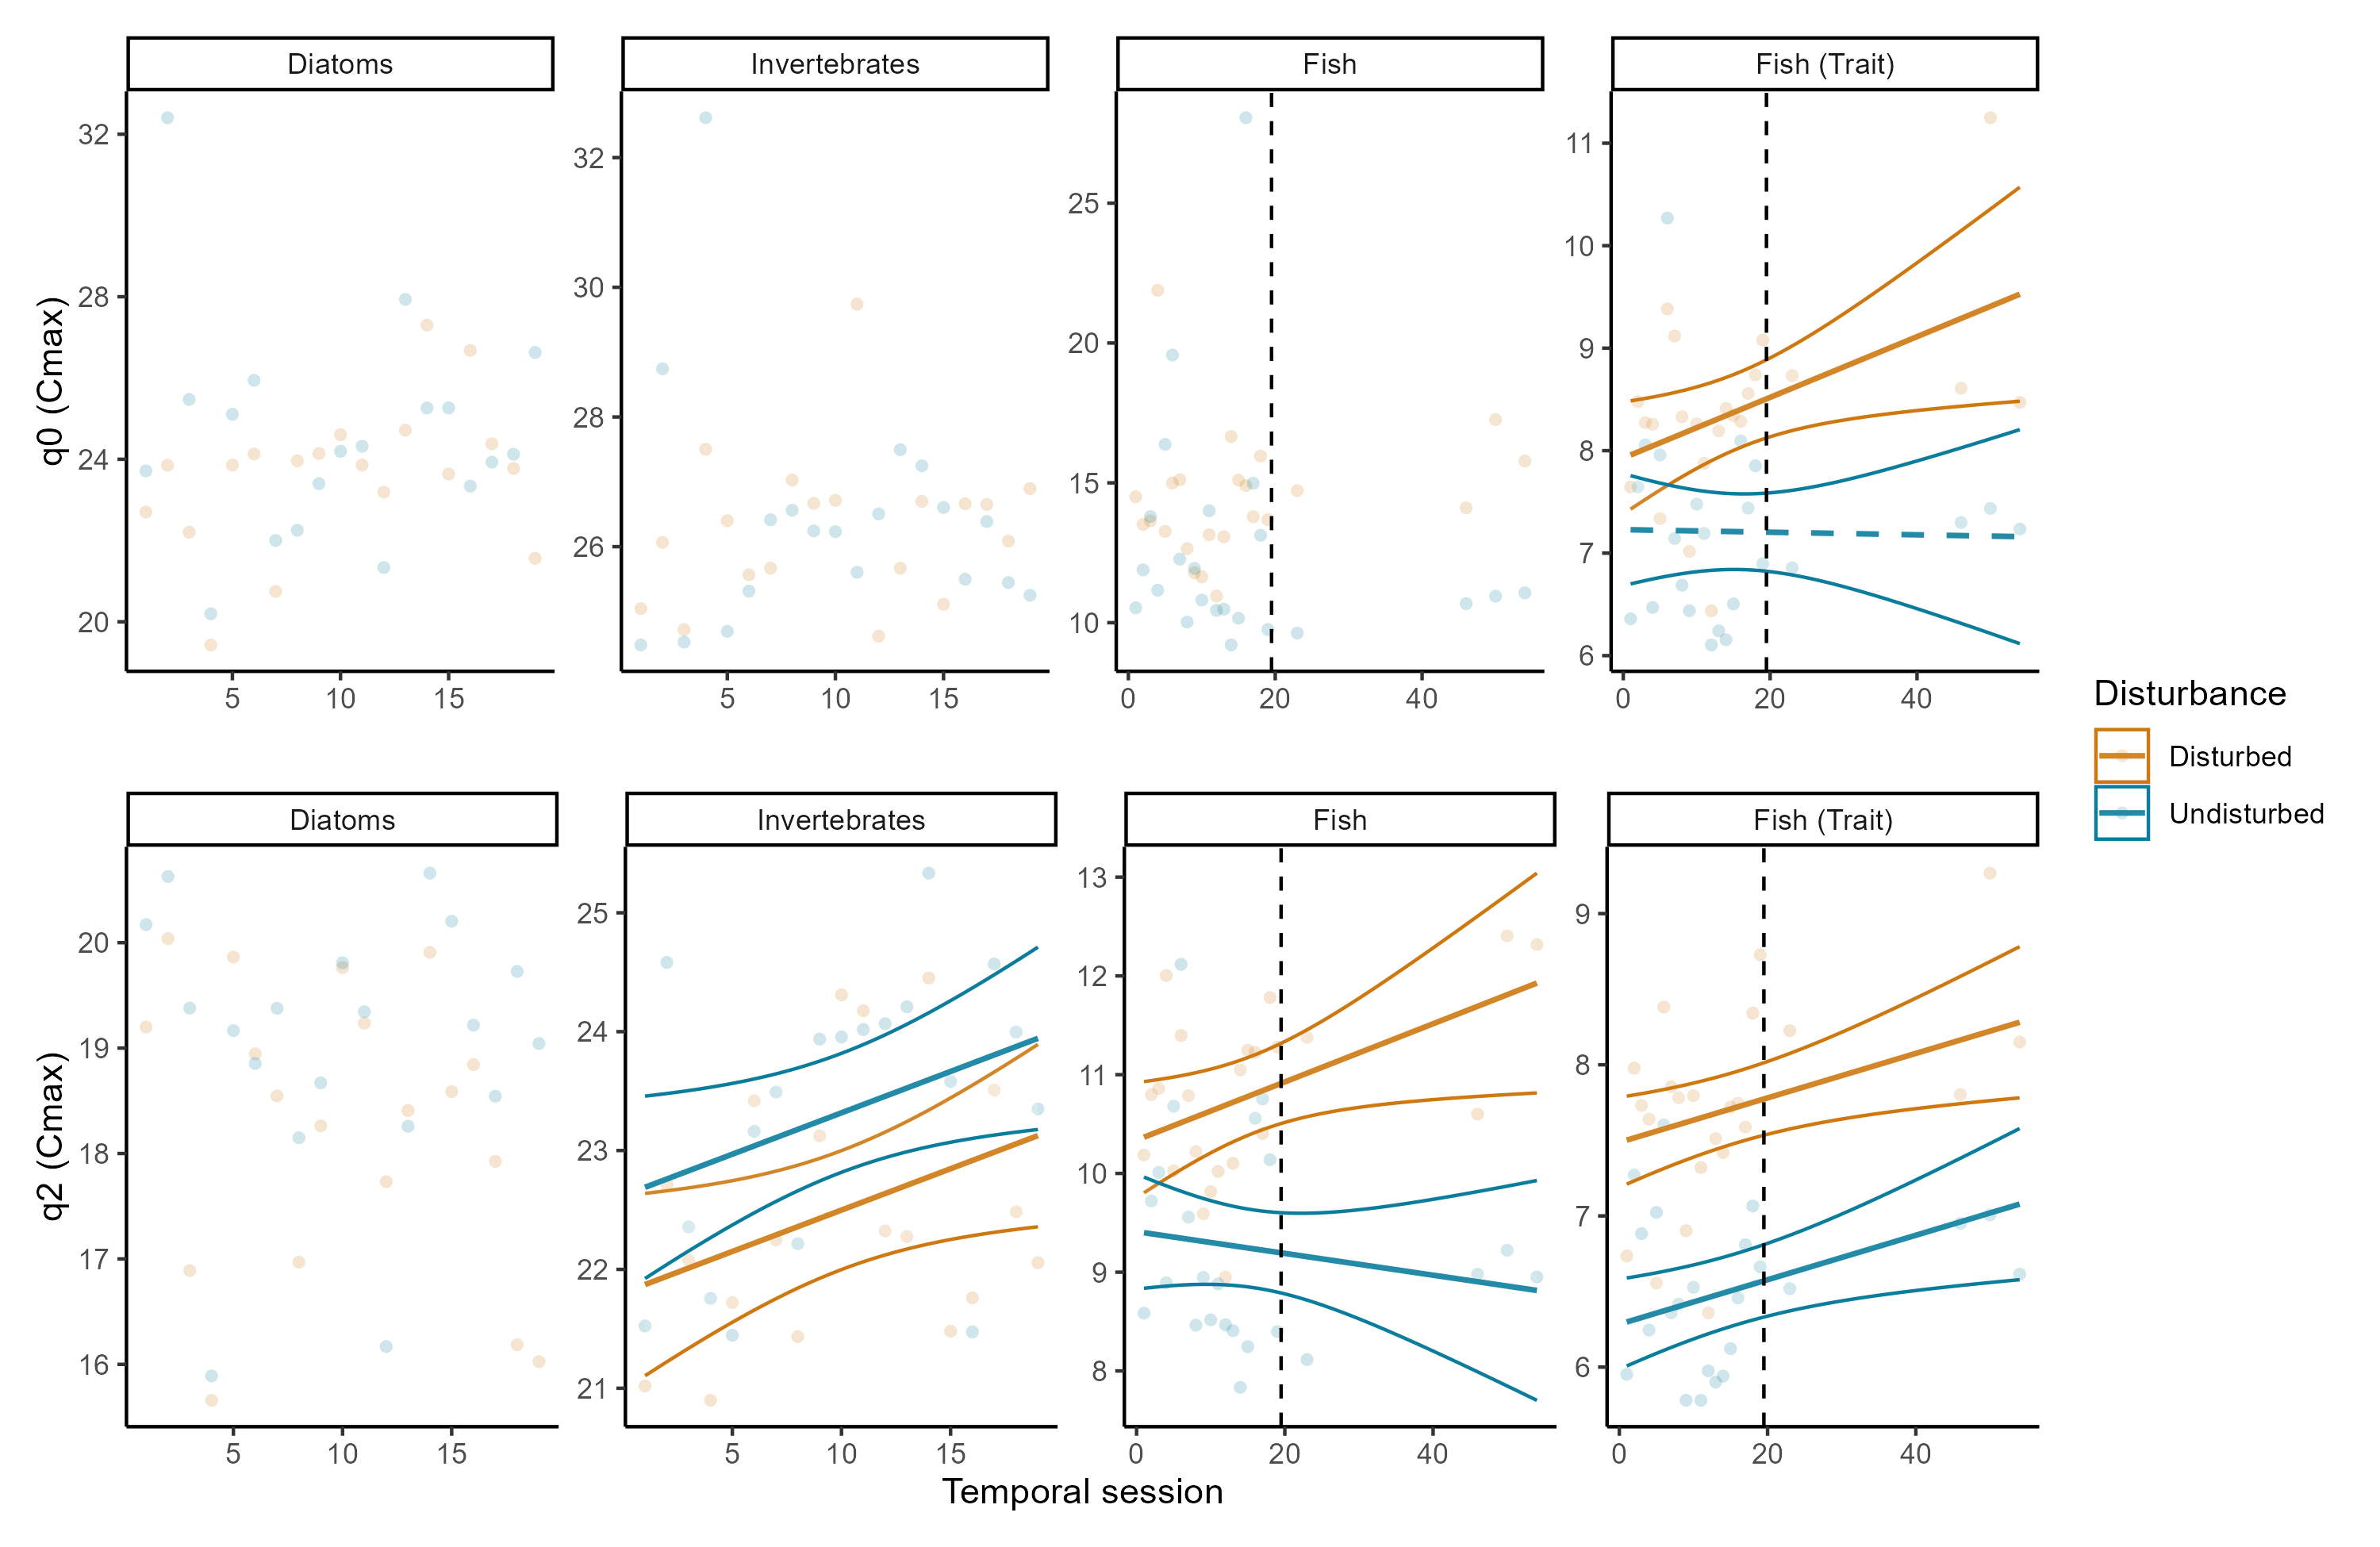 Diatoms Invertebrates Fish Fish (Trait)
q0 (Cmax)
32
28
24
20
5 10 15
32
30
28
26
5 10 15
25
20
15
10
0 20 40
11
10
9
8
7
6
0 20 40
Disturbance
Disturbed
Undisturbed
Diatoms Invertebrates Fish Fish (Trait)
q2 (Cmax)
20
19
18
17
16
5 10 15
25
24
23
22
21
5 10 15
13
12
11
10
9
8
0 20 40
9
8
7
6
0 20 40
Temporal session